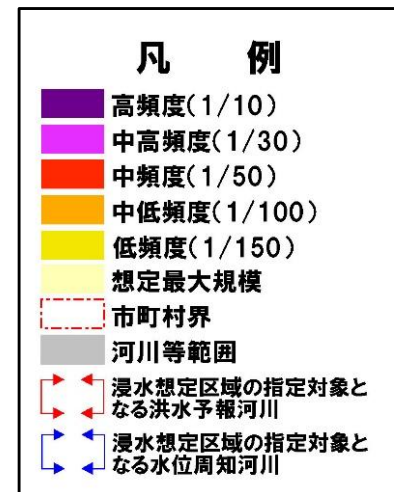 凡　例
高頻度(1/10)
中高頻度(1/30)
中頻度(1/50)
中低頻度(1/100)
低頻度(1/150)
想定最大規模
市町村界
河川等範囲
浸水想定区域の指定対象と
なる洪水予報河川
浸水想定区域の指定対象と
なる水位周知河川